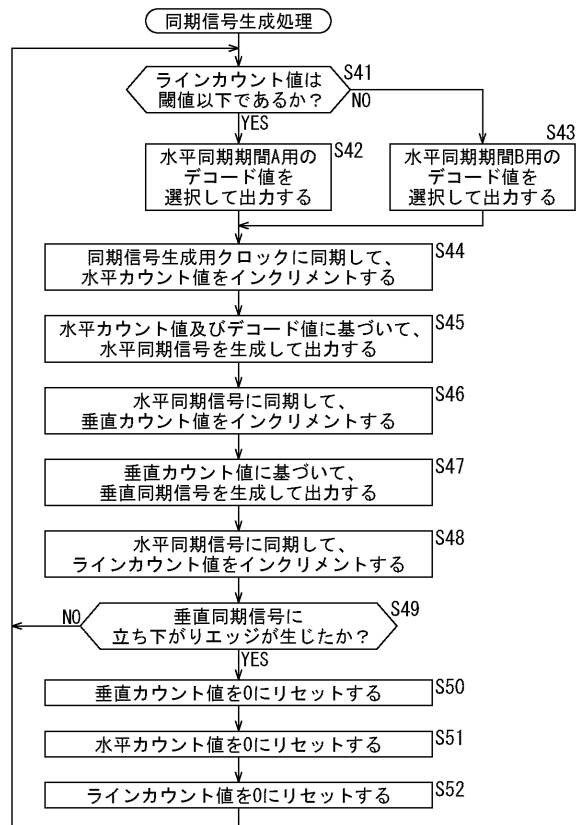 同期信号生成処理
ラインカウント値は
閾値以下であるか？
S41
NO
YES
水平同期期間A用の
デコード値を
選択して出力する
S42
水平同期期間B用の
デコード値を
選択して出力する
S43
同期信号生成用クロックに同期して、
水平カウント値をインクリメントする
S44
水平カウント値及びデコード値に基づいて、
水平同期信号を生成して出力する
S45
水平同期信号に同期して、
垂直カウント値をインクリメントする
S46
垂直カウント値に基づいて、
垂直同期信号を生成して出力する
S47
水平同期信号に同期して、
ラインカウント値をインクリメントする
S48
垂直同期信号に
立ち下がりエッジが生じたか？
S49
NO
YES
垂直カウント値を0にリセットする
S50
水平カウント値を0にリセットする
S51
ラインカウント値を0にリセットする
S52